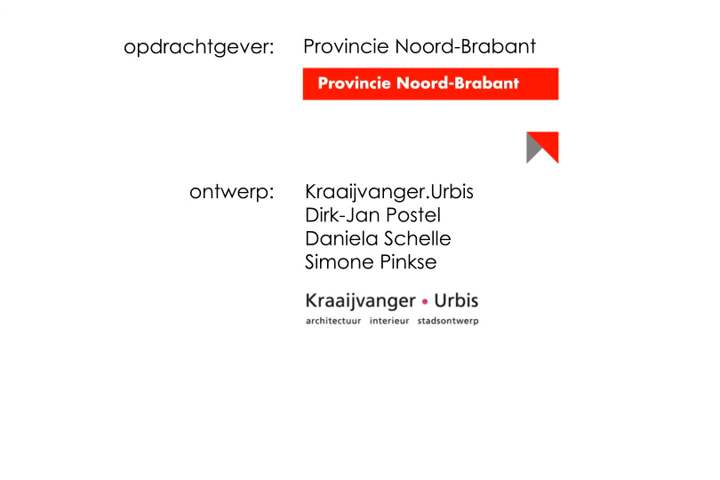 opdrachtgever: Provincie Noord-Brabant
Provincie Noord-Brabant
ontwerp: Kraaijvanger.Urbis
Dirk-Jan Postel
Daniela Schelle
Simone Pinkse
Kraaijvanger • Urbis
architectuur interieur stadsontwerp